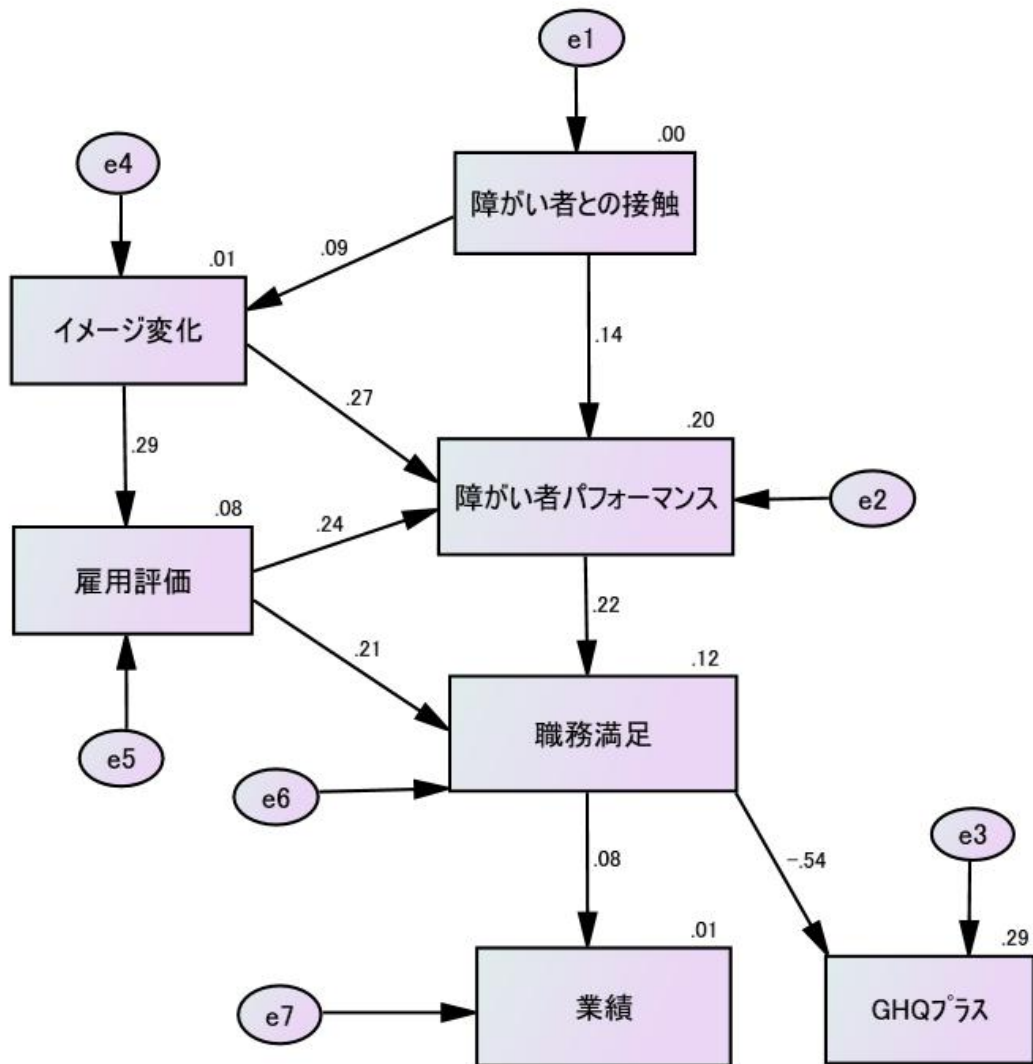 e1
.00
障がい者との接触
e4
.01
.09
イメージ変化
.14
.27
.20
.29
障がい者パフォーマンス
e2
.08
.24
雇用評価
.22
.21
.12
職務満足
e5
e6
e3
.08
-.54
.01
.29
業績
GHQプラス
e7